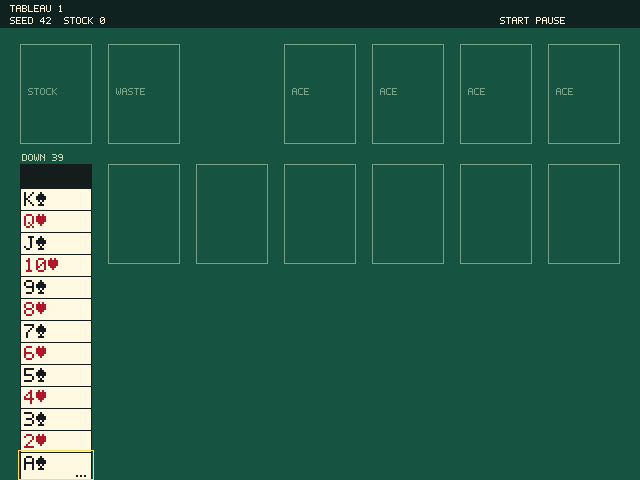 TABLEAU 1
SEED 42 STOCK 0
START PAUSE
STOCK
WASTE
ACE
ACE
ACE
ACE
DOWN 39
K♠
Q♥
J♠
10♥
9♠
8♥
7♠
6♥
5♠
4♥
3♠
2♥
A♠
...